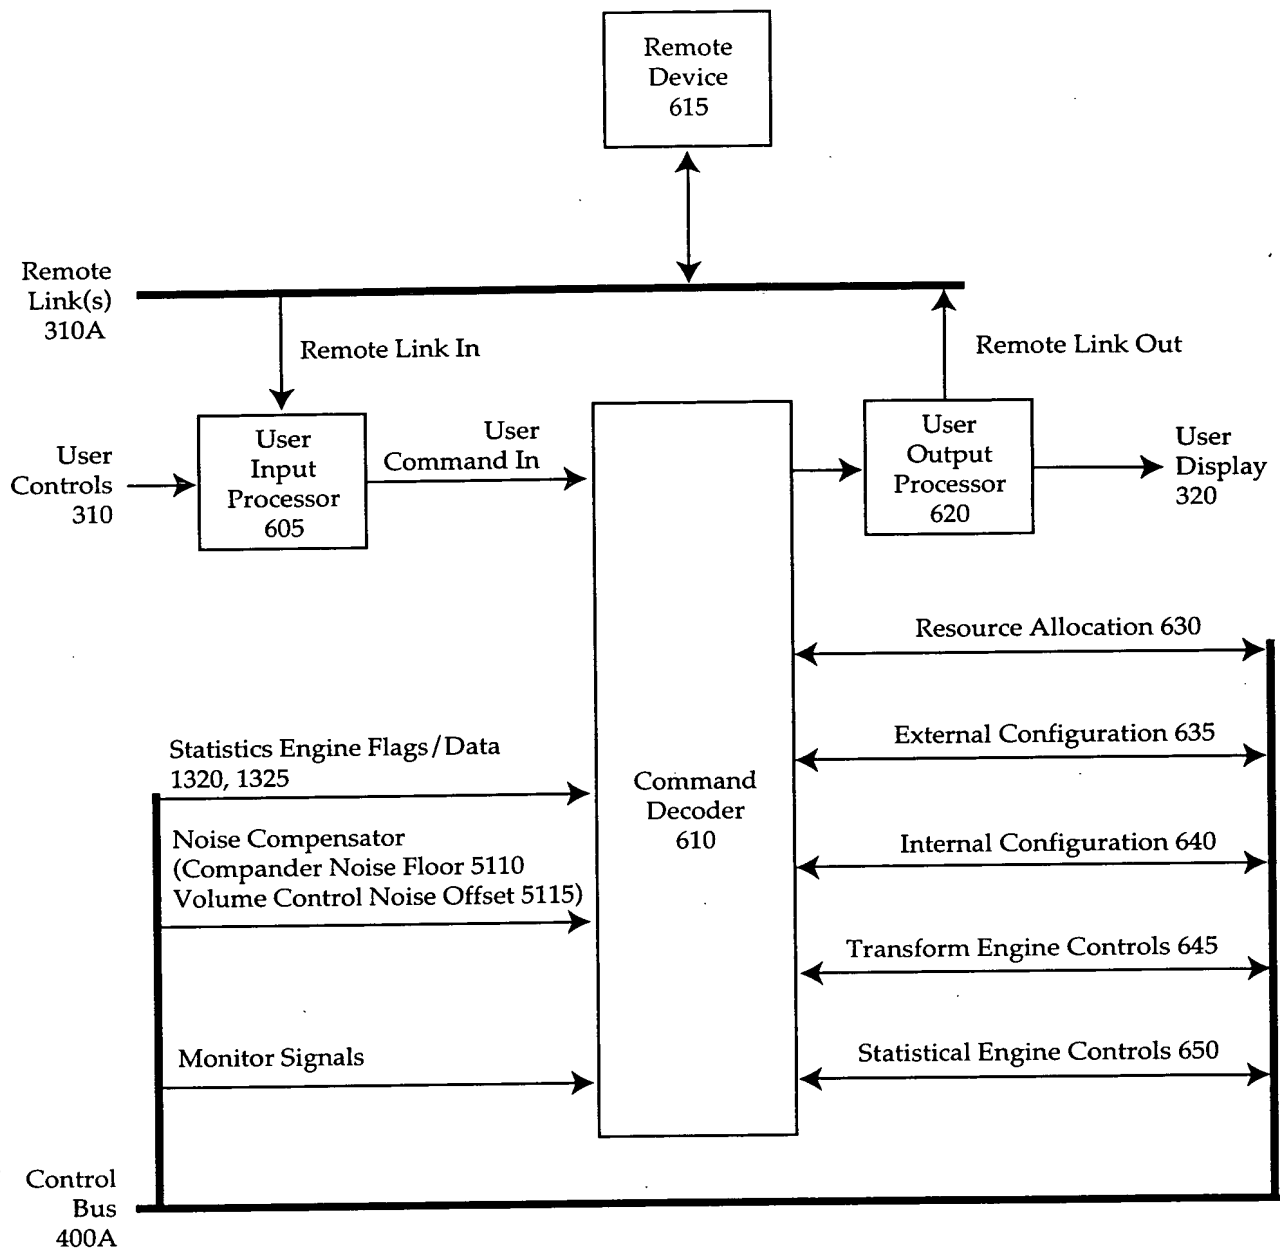 Remote
Device
615
Remote
Link(s)
310A
Remote Link In
Remote Link Out
User
Controls
310
User
Input
Processor
605
User
Command In
User
Output
Processor
620
User
Display
320
Resource Allocation 630
Statistics Engine Flags/Data
1320, 1325
External Configuration 635
Command
Decoder
610
Noise Compensator
(Compander Noise Floor 5110
Volume Control Noise Offset 5115)
Internal Configuration 640
Transform Engine Controls 645
Monitor Signals
Statistical Engine Controls 650
Control
Bus
400A